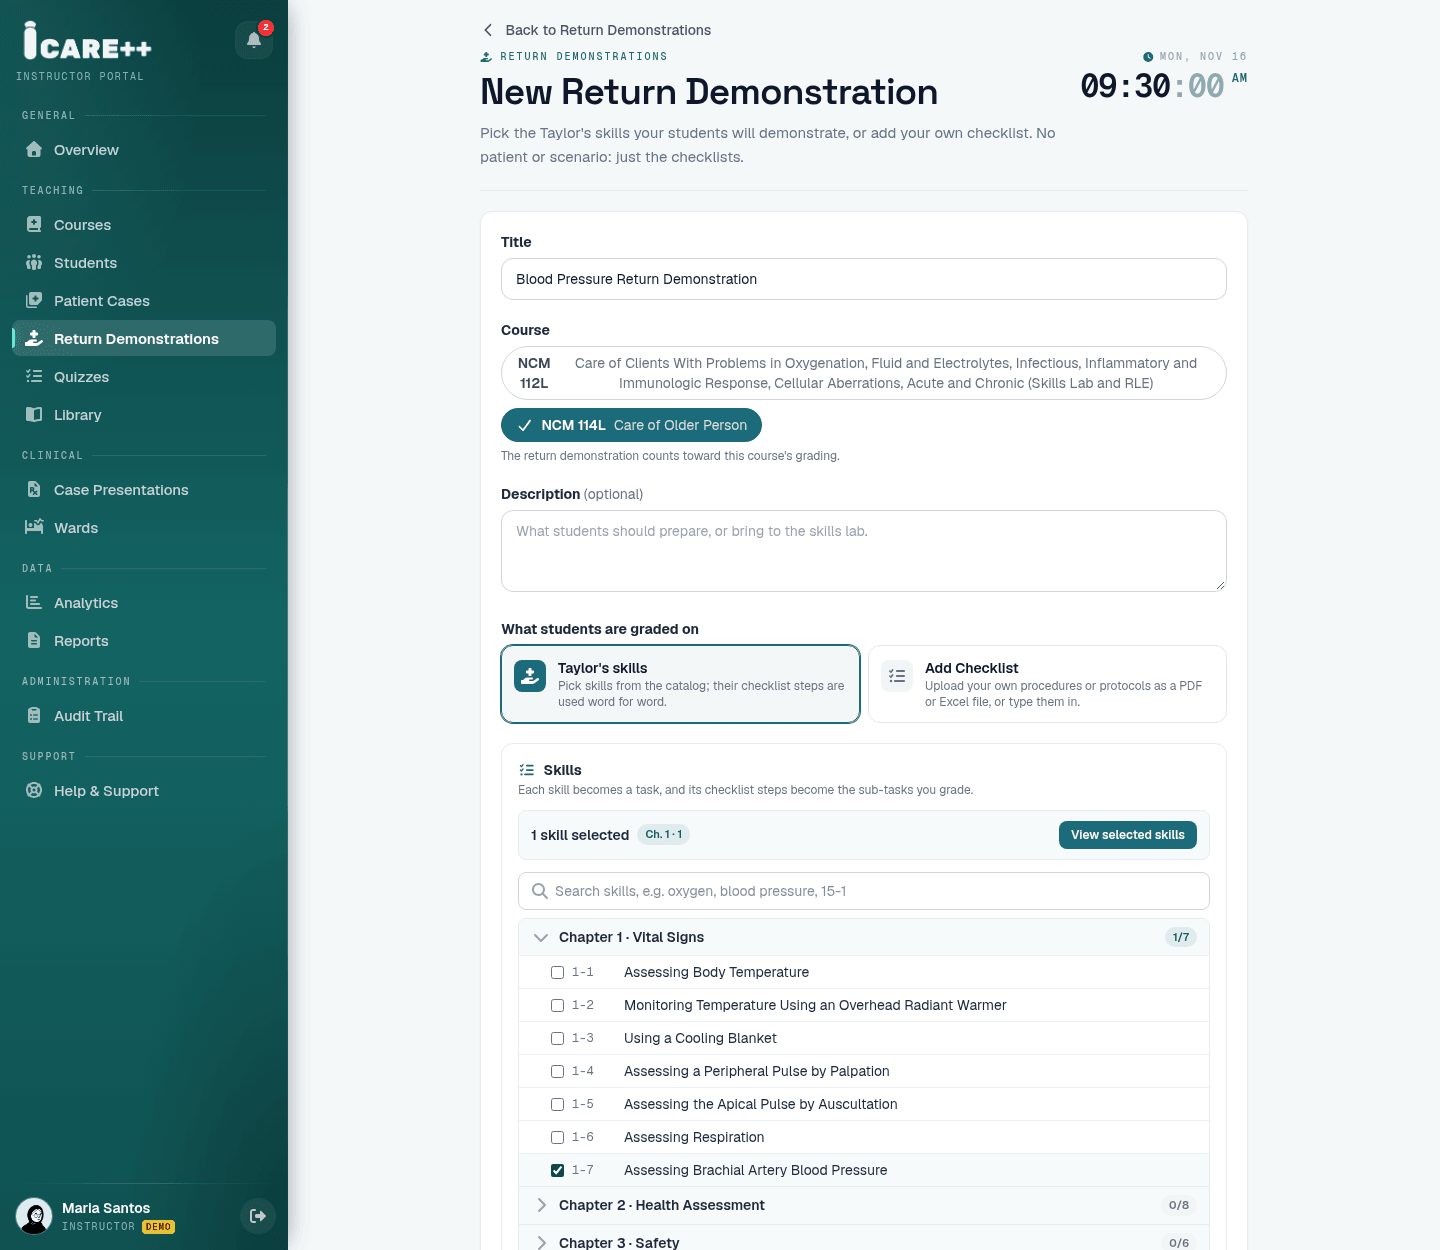 iCARE++
2
INSTRUCTOR PORTAL
GENERAL
Overview
TEACHING
Courses
Students
Patient Cases
Return Demonstrations
Quizzes
Library
CLINICAL
Case Presentations
Wards
DATA
Analytics
Reports
ADMINISTRATION
Audit Trail
SUPPORT
Help & Support
Maria Santos
INSTRUCTOR DEMO
Back to Return Demonstrations
RETURN DEMONSTRATIONS
MON, NOV 16
New Return Demonstration
09:30:00 AM
Pick the Taylor's skills your students will demonstrate, or add your own checklist. No
patient or scenario: just the checklists.
Title
Blood Pressure Return Demonstration
Course
NCM 112L
Care of Clients With Problems in Oxygenation, Fluid and Electrolytes, Infectious, Inflammatory and
Immunologic Response, Cellular Aberrations, Acute and Chronic (Skills Lab and RLE)
NCM 114L Care of Older Person
The return demonstration counts toward this course's grading.
Description (optional)
What students should prepare, or bring to the skills lab.
What students are graded on
Taylor's skills
Pick skills from the catalog; their checklist steps are
used word for word.
Add Checklist
Upload your own procedures or protocols as a PDF
or Excel file, or type them in.
Skills
Each skill becomes a task, and its checklist steps become the sub-tasks you grade.
1 skill selected Ch. 1 · 1
View selected skills
Search skills, e.g. oxygen, blood pressure, 15-1
Chapter 1 · Vital Signs 1/7
1-1 Assessing Body Temperature
1-2 Monitoring Temperature Using an Overhead Radiant Warmer
1-3 Using a Cooling Blanket
1-4 Assessing a Peripheral Pulse by Palpation
1-5 Assessing the Apical Pulse by Auscultation
1-6 Assessing Respiration
1-7 Assessing Brachial Artery Blood Pressure
Chapter 2 · Health Assessment 0/8
Chapter 3 · Safety 0/6